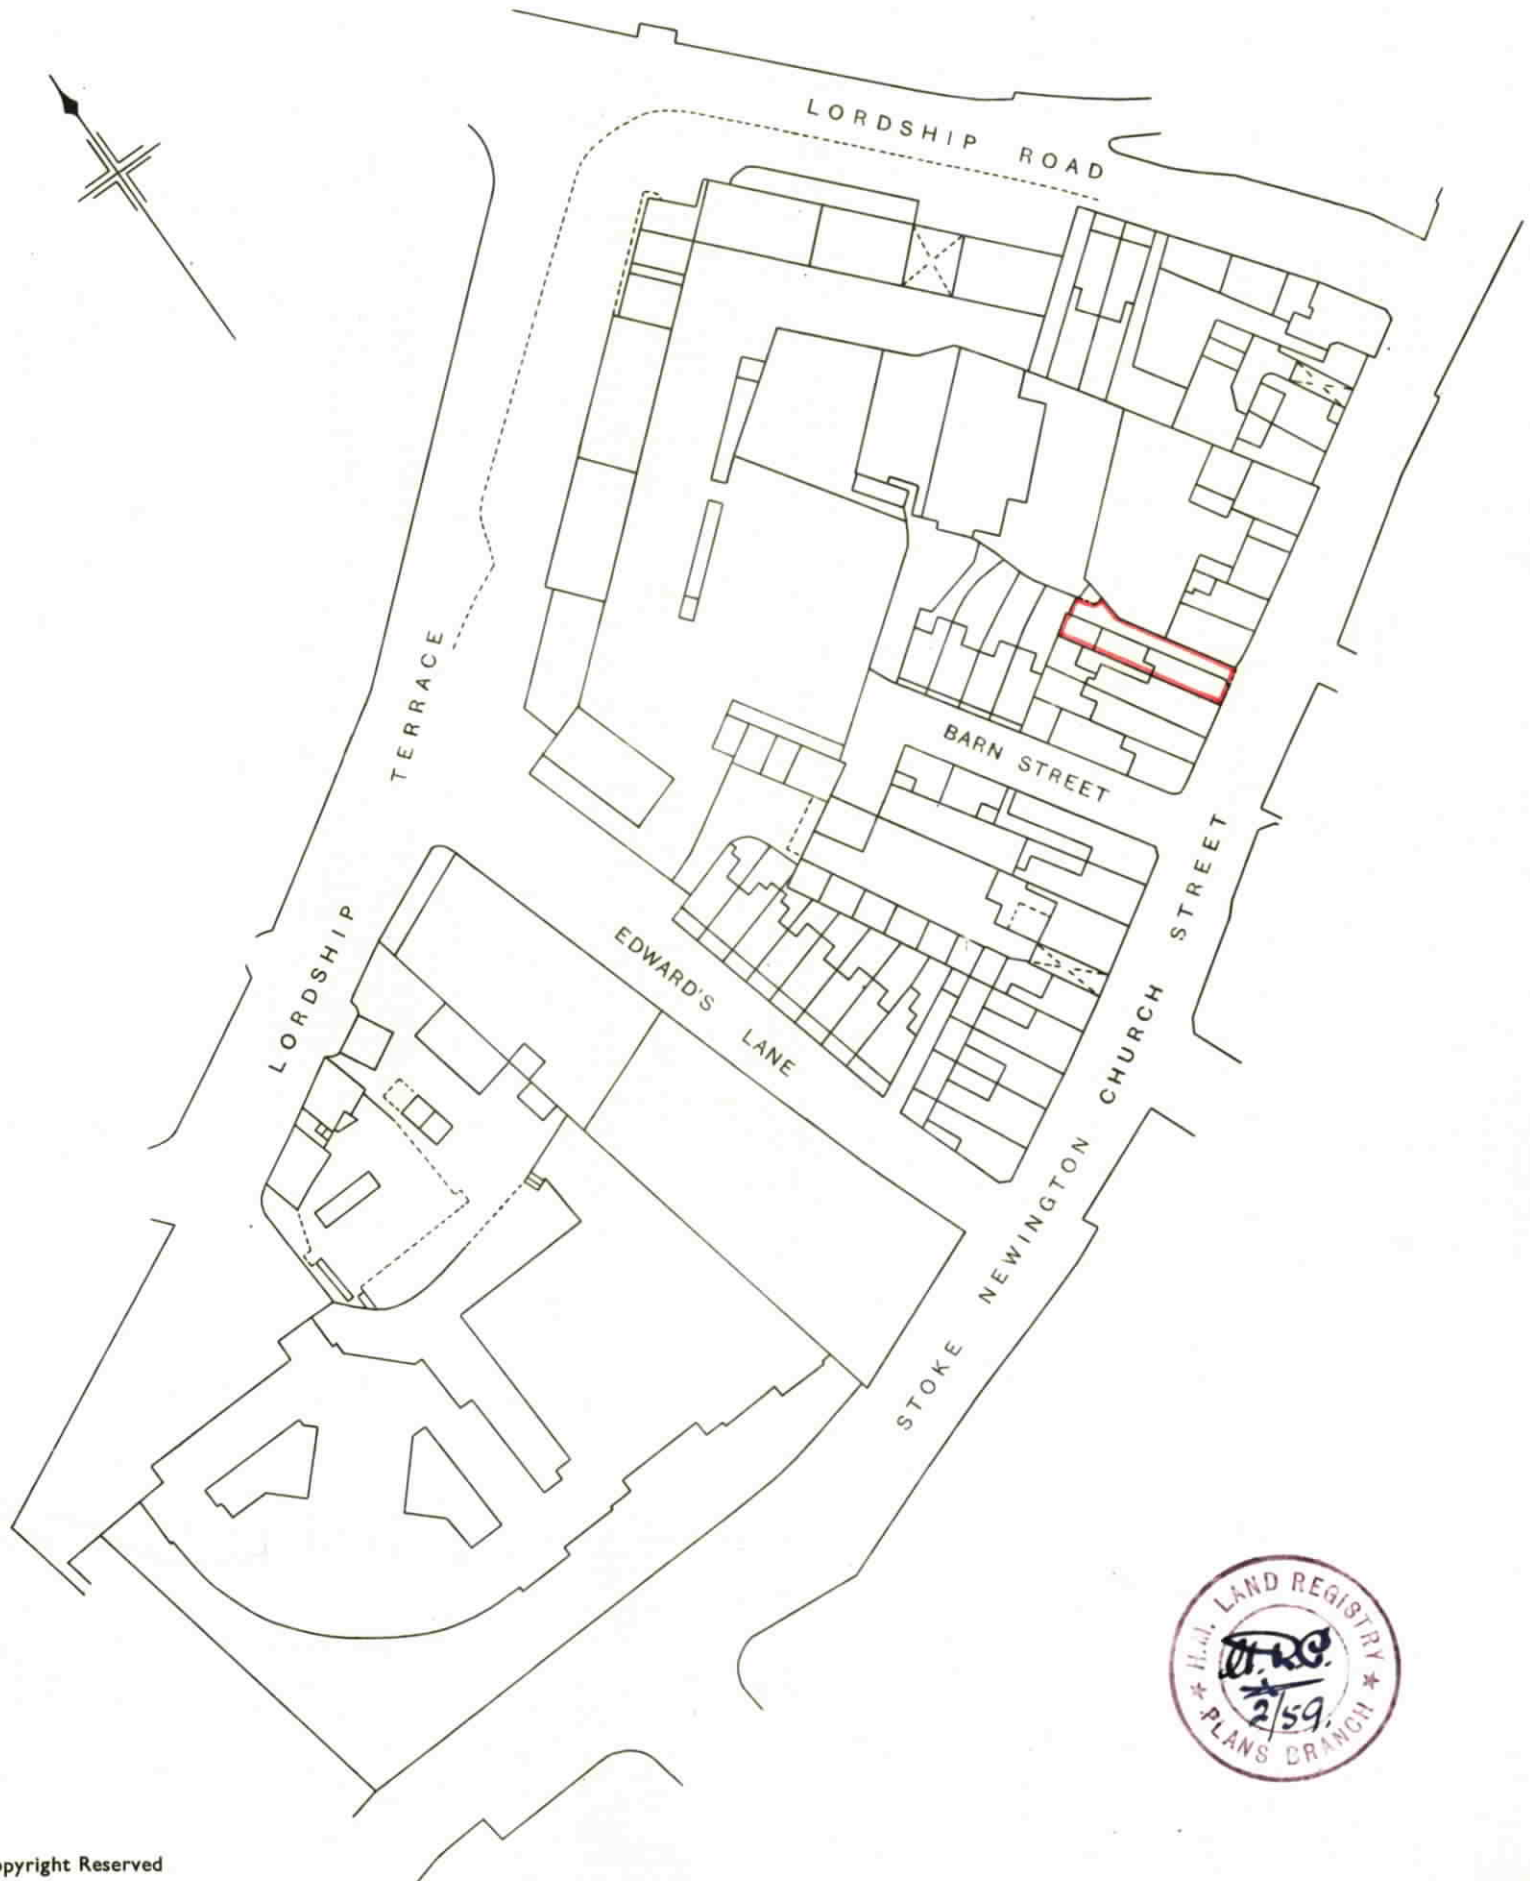 LORDSHIP ROAD
LORDSHIP TERRACE
BARN STREET
EDWARD'S LANE
STOKE NEWINGTON CHURCH STREET
H.M. LAND REGISTRY
2/59.
* PLANS BRANCH *
opyright Reserved